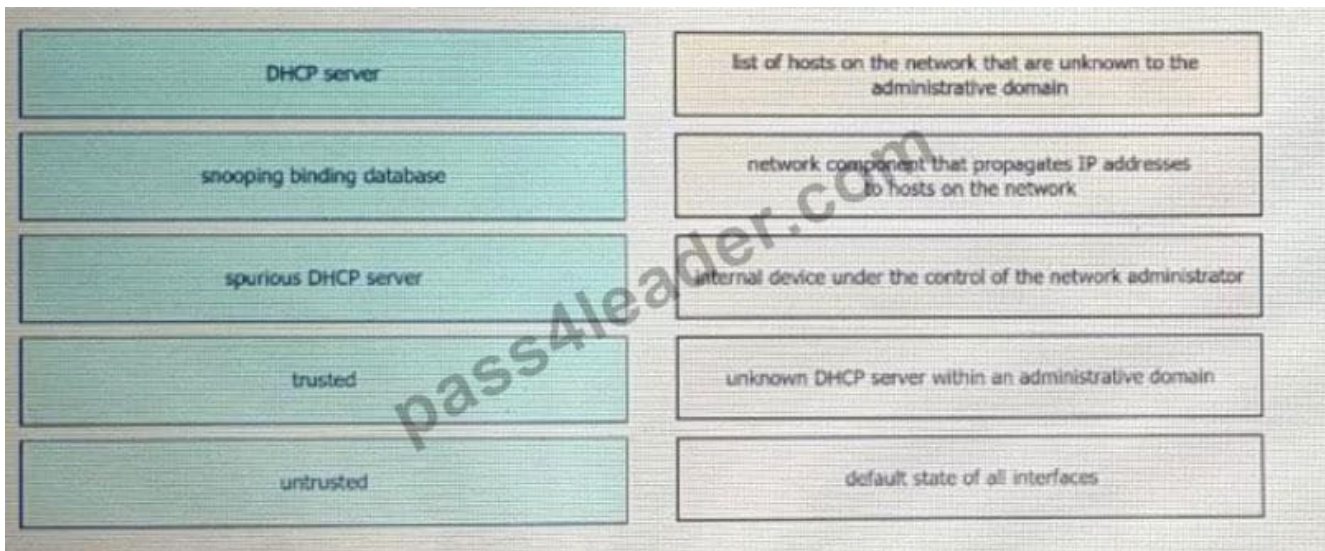 DHCP server
list of hosts on the network that are unknown to the
administrative domain
snooping binding database
network component that propagates IP addresses
to hosts on the network
spurious DHCP server
internal device under the control of the network administrator
trusted
unknown DHCP server within an administrative domain
untrusted
default state of all interfaces
pass4leader.com